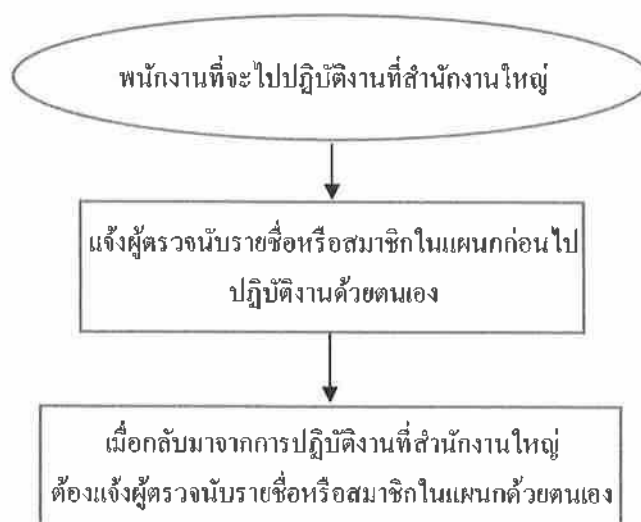 พนักงานที่จะไปปฏิบัติงานที่สำนักงานใหญ่
แจ้งผู้ตรวจนับรายชื่อหรือสมาชิกในแผนกก่อนไป
ปฏิบัติงานด้วยตนเอง
เมื่อกลับมาจากการปฏิบัติงานที่สำนักงานใหญ่
ต้องแจ้งผู้ตรวจนับรายชื่อหรือสมาชิกในแผนกด้วยตนเอง